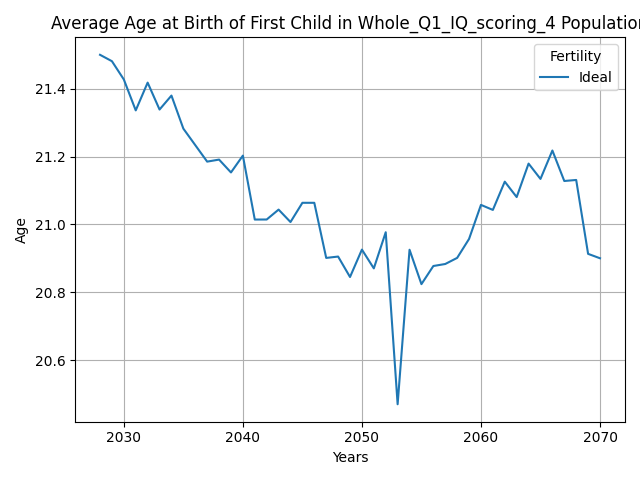 Average Age at Birth of First Child in Whole_Q1_IQ_scoring_4 Population
Fertility
Ideal
21.4
21.2
21.0
20.8
20.6
Age
2030 2040 2050 2060 2070
Years